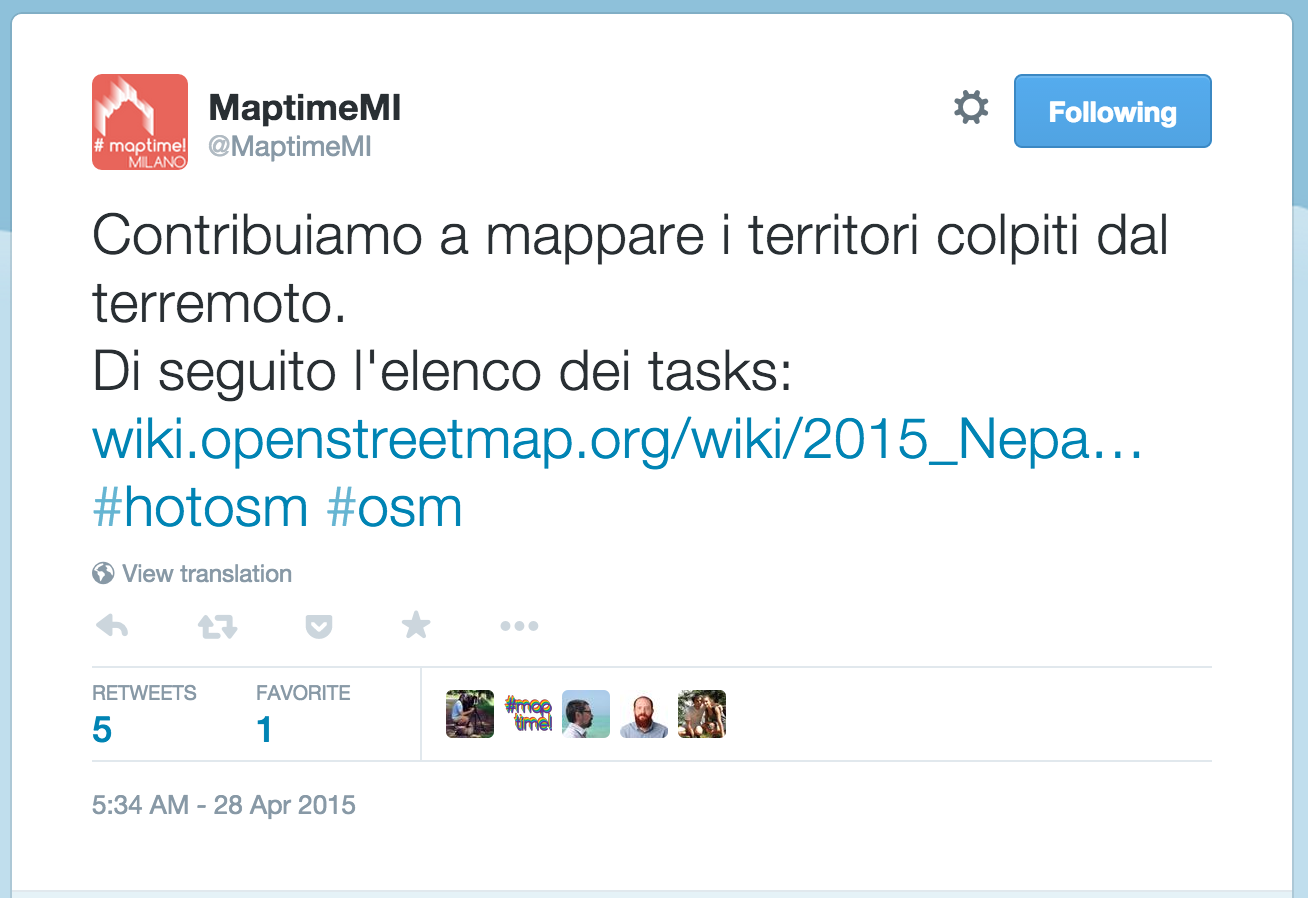 # maptime!
MILANO
MaptimeMI
@MaptimeMI
Following
Contribuiamo a mappare i territori colpiti dal
terremoto.
Di seguito l'elenco dei tasks:
wiki.openstreetmap.org/wiki/2015_Nepa…
#hotosm #osm
View translation
RETWEETS
FAVORITE
5
1
#map
time!
5:34 AM - 28 Apr 2015